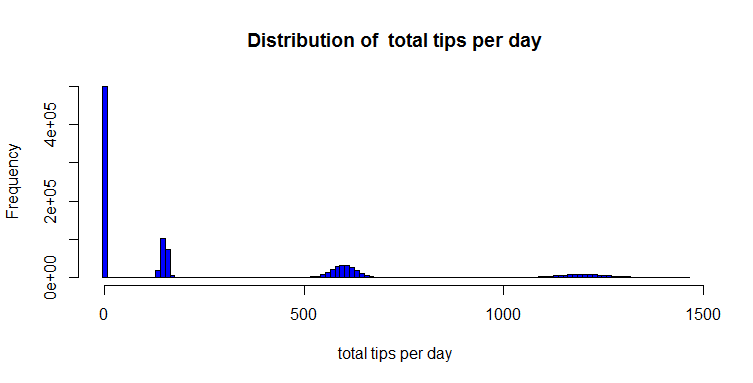 Distribution of  total tips per day
Frequency
4e+05
2e+05
0e+00
0 500 1000 1500
total tips per day